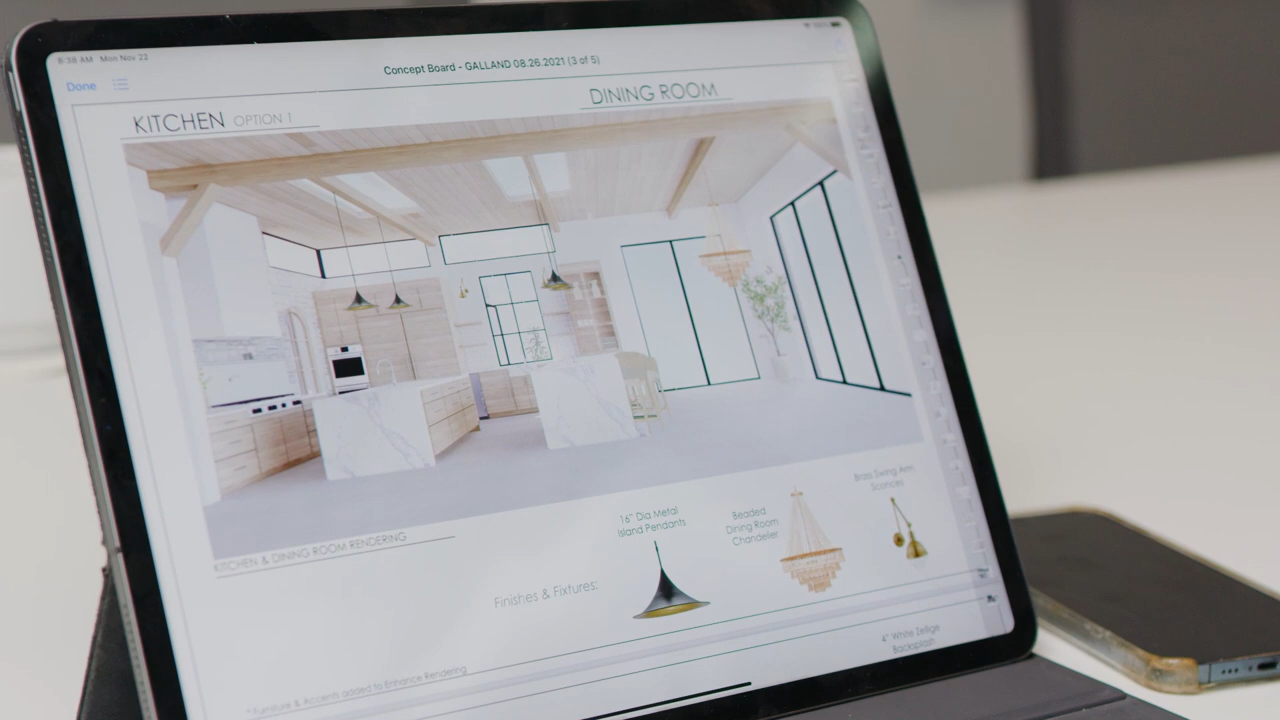 8:38 AM Mon Nov 22
Done
Concept Board - GALLAND 08.26.2021 (3 of 5)
KITCHEN OPTION 1
DINING ROOM
KITCHEN & DINING ROOM RENDERING
Finishes & Fixtures:
16" Dia Metal
Island Pendants
Beaded
Dining Room
Chandelier
Brass Swing Arm
Sconces
* Furniture & Accents added to Enhance Rendering
4" White Zellige
Backsplash